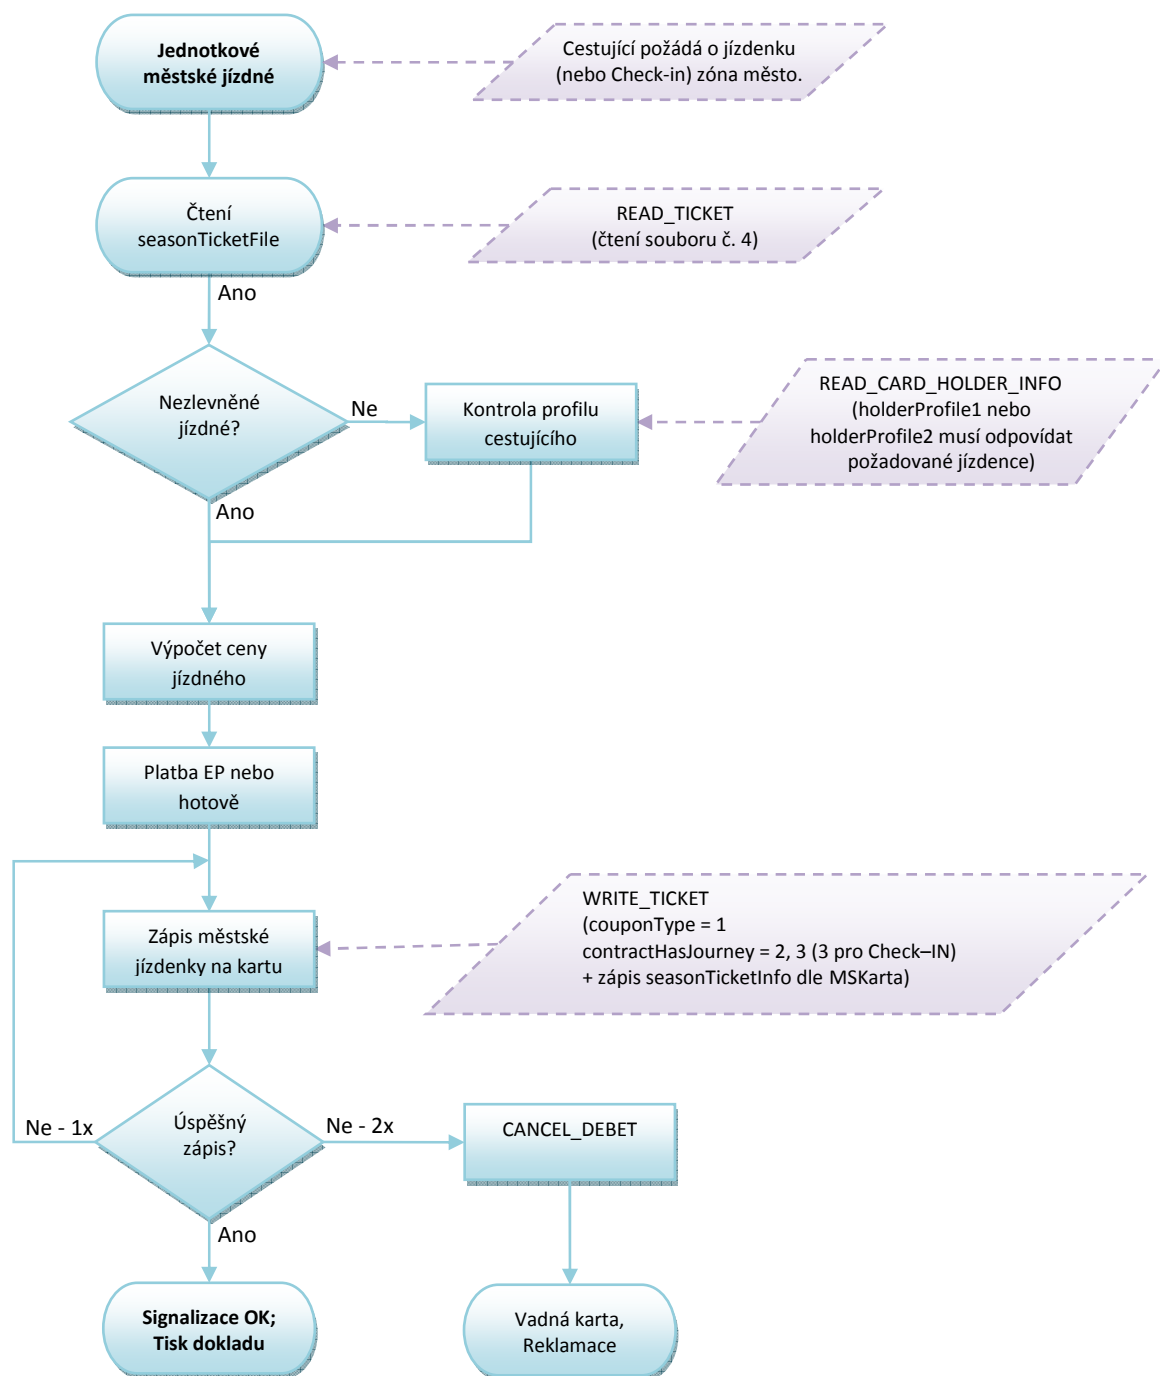 Jednotkové
městské jízdné
Cestující požádá o jízdenku
(nebo Check-in) zóna město.
Čtení
seasonTicketFile
READ_TICKET
(čtení souboru č. 4)
Ano
Nezlevněné
jízdné?
Ne
Kontrola profilu
cestujícího
READ_CARD_HOLDER_INFO
(holderProfile1 nebo
holderProfile2 musí odpovídat
požadované jízdence)
Ano
Výpočet ceny
jízdného
Platba EP nebo
hotově
Zápis městské
jízdenky na kartu
WRITE_TICKET
(couponType = 1
contractHasJourney = 2, 3 (3 pro Check–IN)
+ zápis seasonTicketInfo dle MSKarta)
Úspěšný
zápis?
Ne - 1x
Ne - 2x
CANCEL_DEBET
Ano
Signalizace OK;
Tisk dokladu
Vadná karta,
Reklamace